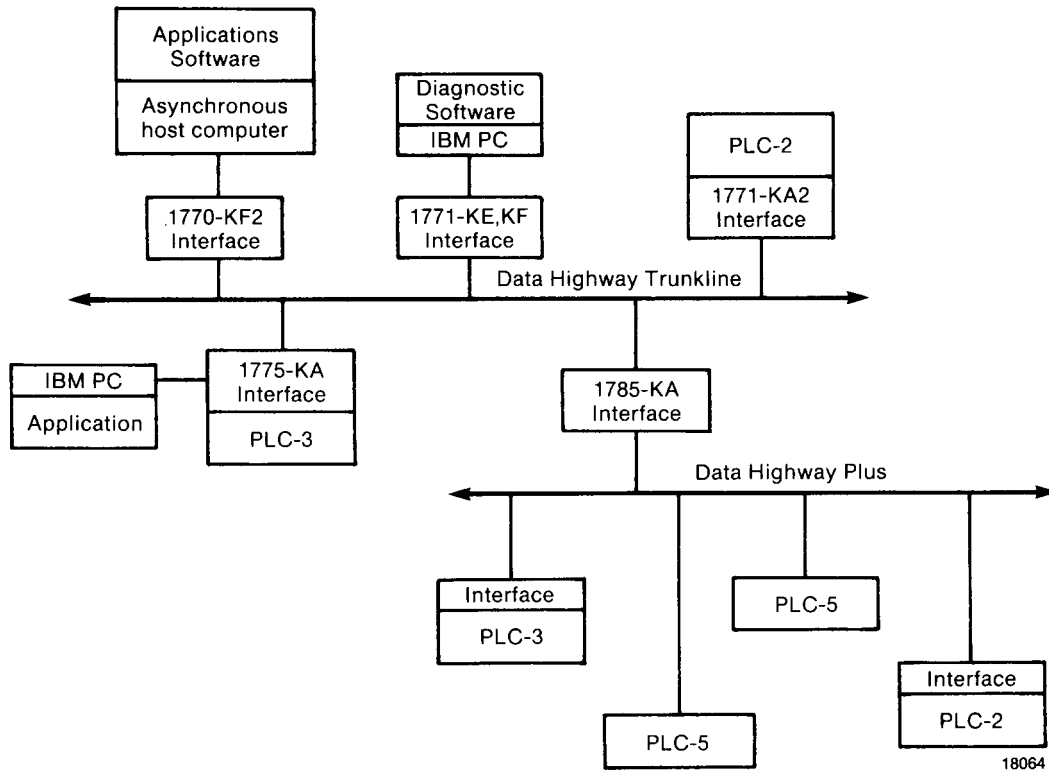 Applications
Software
Asynchronous
host computer
Diagnostic
Software
IBM PC
PLC-2
1771-KA2
Interface
1770-KF2
Interface
1771-KE,KF
Interface
Data Highway Trunkline
IBM PC
Application
1775-KA
Interface
PLC-3
1785-KA
Interface
Data Highway Plus
Interface
PLC-3
PLC-5
PLC-5
Interface
PLC-2
18064